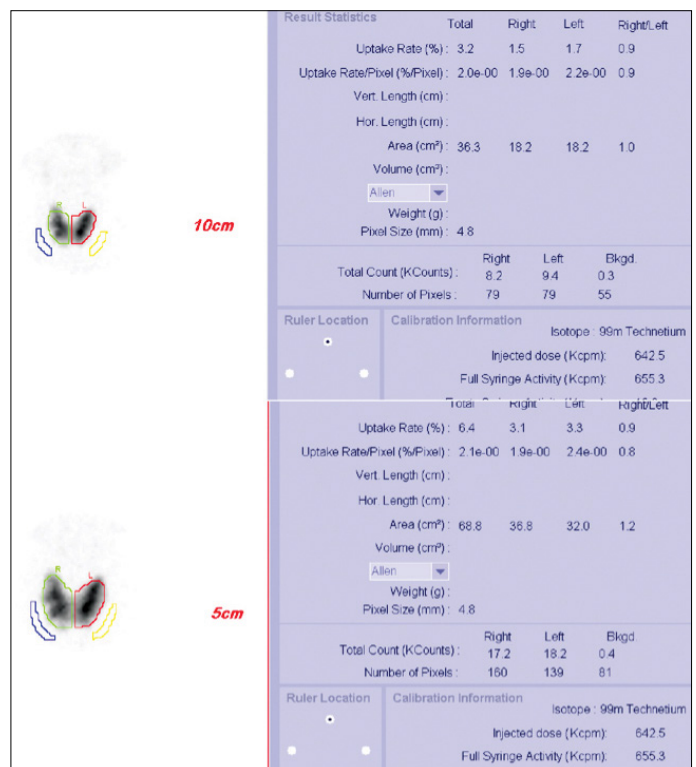 Result Statistics
Total Right Left Right/Left
Uptake Rate (%) : 3.2 1.5 1.7 0.9
Uptake Rate/Pixel (%/Pixel) : 2.0e-00 1.9e-00 2.2e-00 0.9
Vert. Length (cm) :
Hor. Length (cm) :
Area (cm²) : 36.3 18.2 18.2 1.0
Volume (cm³) :
Allen
Weight (g) :
Pixel Size (mm) : 4.8
R L
10cm
Right Left Bkgd.
Total Count (KCounts) : 8.2 9.4 0.3
Number of Pixels : 79 79 55
Ruler Location
Calibration Information
Isotope : 99m Technetium
Injected dose (Kcpm): 642.5
Full Syringe Activity (Kcpm): 655.3
Total Right Left Right/Left
Uptake Rate (%) : 6.4 3.1 3.3 0.9
Uptake Rate/Pixel (%/Pixel) : 2.1e-00 1.9e-00 2.4e-00 0.8
Vert. Length (cm) :
Hor. Length (cm) :
Area (cm²) : 68.8 36.8 32.0 1.2
Volume (cm³) :
Allen
Weight (g) :
Pixel Size (mm) : 4.8
R L
5cm
Right Left Bkgd
Total Count (KCounts) : 17.2 18.2 0.4
Number of Pixels : 160 139 81
Ruler Location
Calibration Information
Isotope : 99m Technetium
Injected dose (Kcpm): 642.5
Full Syringe Activity (Kcpm): 655.3